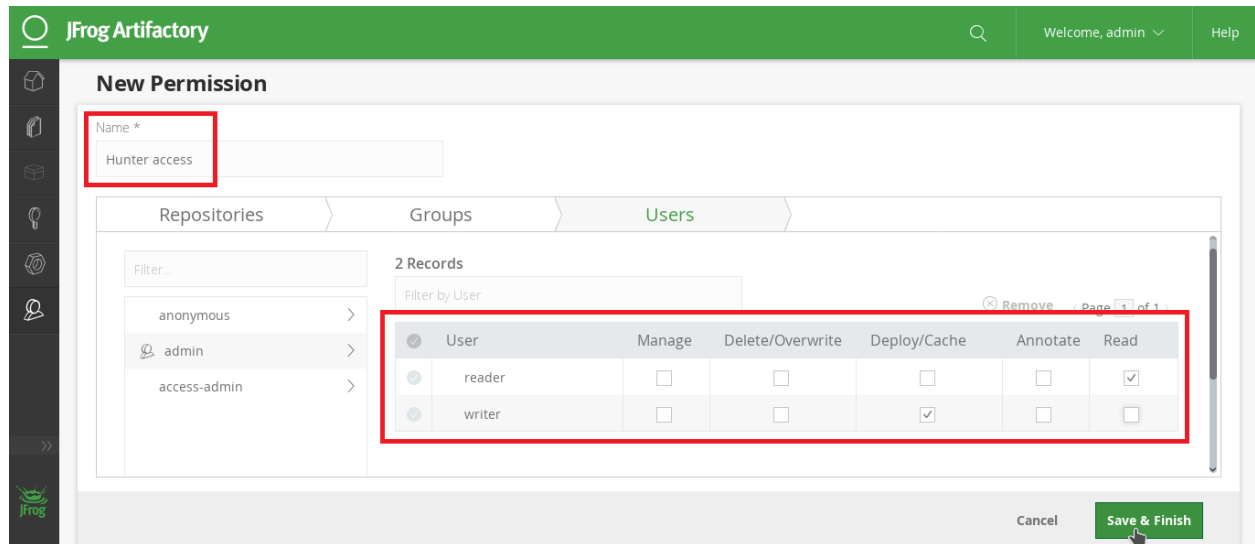 JFrog Artifactory
Welcome, admin
Help
New Permission
Name *
Hunter access
Repositories
Groups
Users
Filter...
anonymous
admin
access-admin
2 Records
Filter by User
Remove
Page 1 of 1
User Manage Delete/Overwrite Deploy/Cache Annotate Read
reader
writer
JFrog
Cancel
Save & Finish